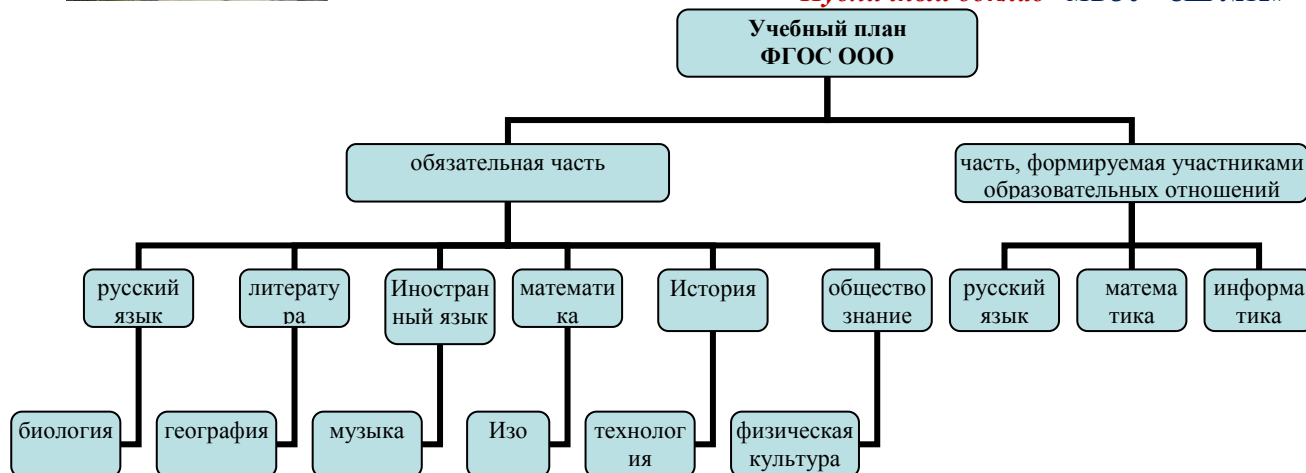 Учебный план
ФГОС ООО
обязательная часть
часть, формируемая участниками
образовательных отношений
русский
язык
литерату
ра
Иностран
ный язык
математи
ка
История
общество
знание
русский
язык
матема
тика
информа
тика
биология
география
музыка
Изо
технолог
ия
физическая
культура